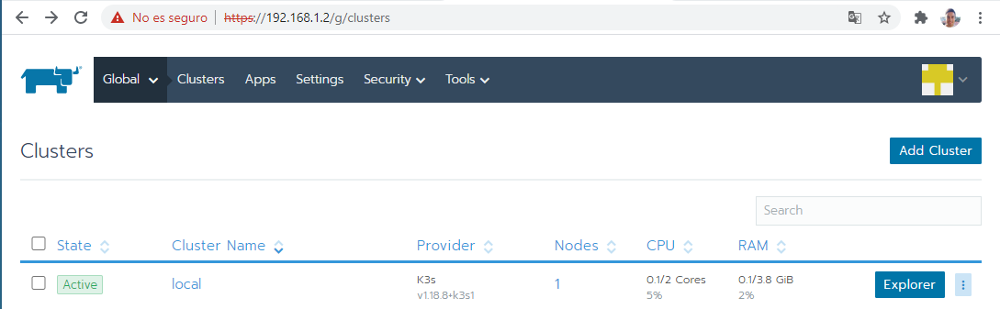 No es seguro https://192.168.1.2/g/clusters
Global Clusters Apps Settings Security Tools
Clusters
Add Cluster
Search
State Cluster Name Provider Nodes CPU RAM
Active local K3s 1 0.1/2 Cores 0.1/3.8 GiB Explorer
v1.18.8+k3s1 5% 2%